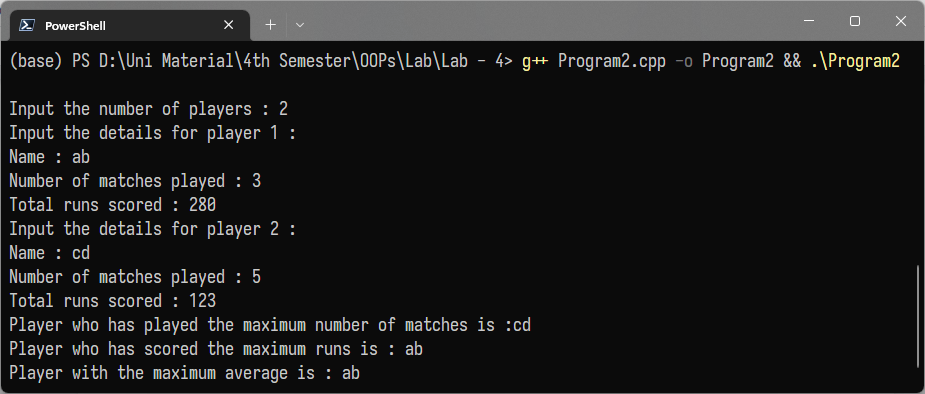 PowerShell
(base) PS D:\Uni Material\4th Semester\OOPs\Lab\Lab - 4> g++ Program2.cpp -o Program2 && .\Program2
Input the number of players : 2
Input the details for player 1 :
Name : ab
Number of matches played : 3
Total runs scored : 280
Input the details for player 2 :
Name : cd
Number of matches played : 5
Total runs scored : 123
Player who has played the maximum number of matches is :cd
Player who has scored the maximum runs is : ab
Player with the maximum average is : ab